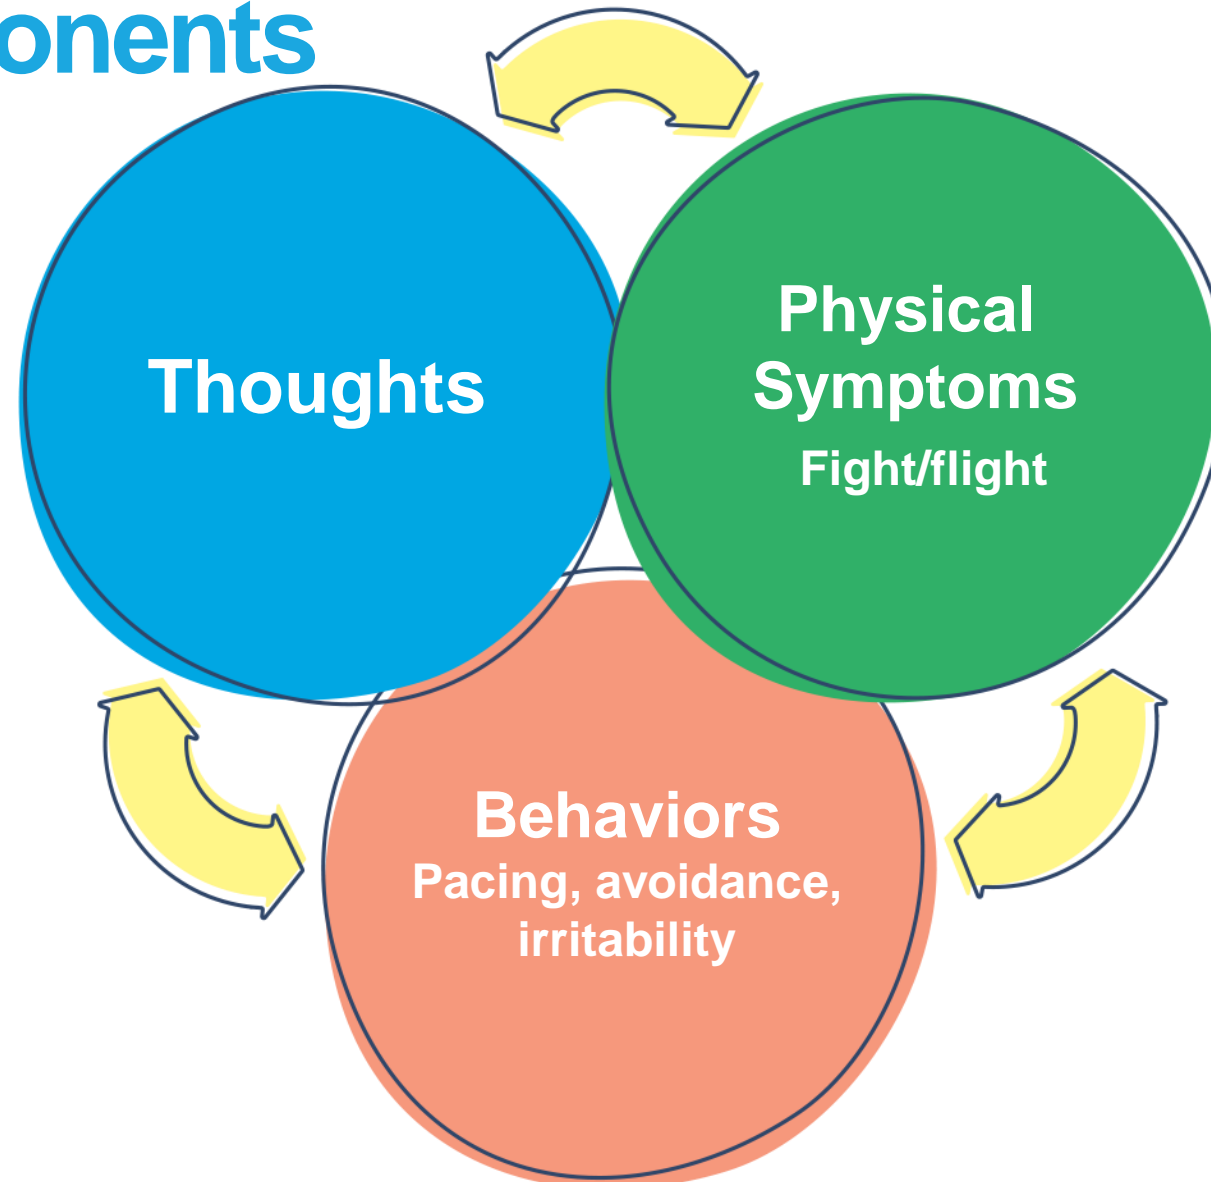 onents
Thoughts
Physical
Symptoms
Fight/flight
Behaviors
Pacing, avoidance,
irritability